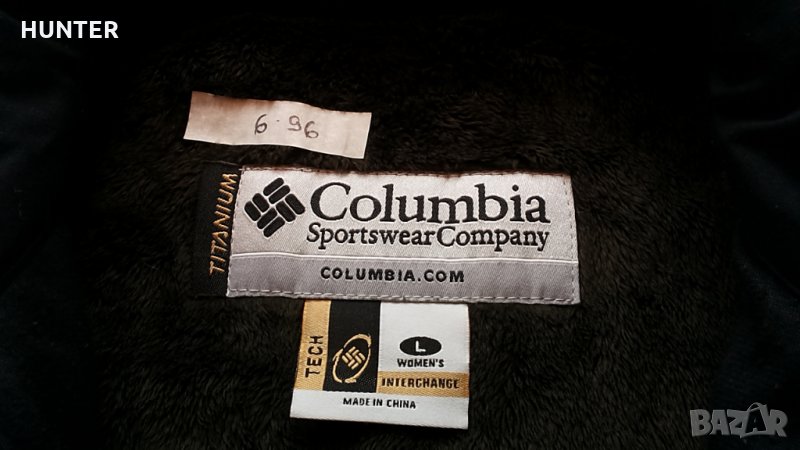 HUNTER
6.96
TITANIUM
Columbia
Sportswear Company
COLUMBIA.COM
TECH
L
WOMEN'S
INTERCHANGE
MADE IN CHINA
BAZAR